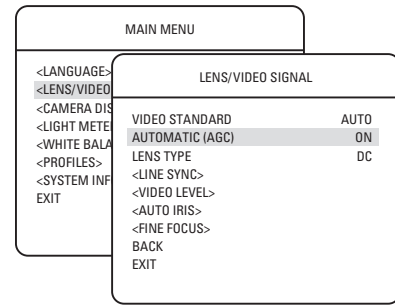 MAIN MENU
<LANGUAGE>
<LENS/VIDEO
<CAMERA DIS
<LIGHT METE
<WHITE BALA
<PROFILES>
<SYSTEM INF
EXIT
LENS/VIDEO SIGNAL
VIDEO STANDARD AUTO
AUTOMATIC (AGC) ON
LENS TYPE DC
<LINE SYNC>
<VIDEO LEVEL>
<AUTO IRIS>
<FINE FOCUS>
BACK
EXIT